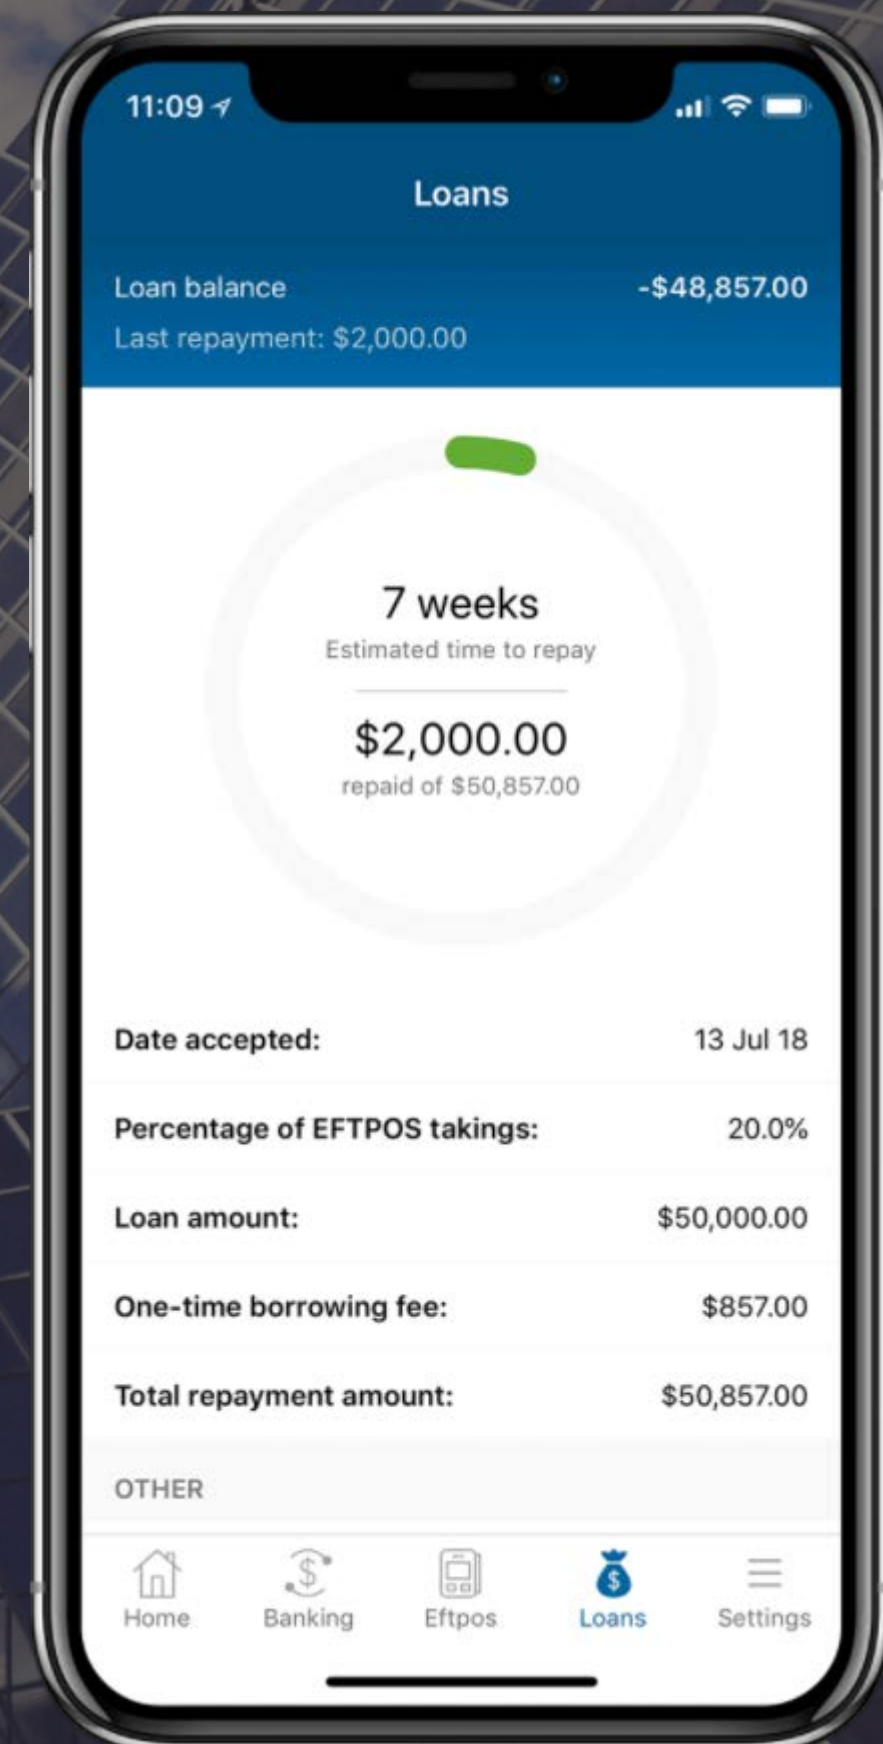 11:09
Loans
Loan balance -$48,857.00
Last repayment: $2,000.00
7 weeks
Estimated time to repay
$2,000.00
repaid of $50,857.00
Date accepted: 13 Jul 18
Percentage of EFTPOS takings: 20.0%
Loan amount: $50,000.00
One-time borrowing fee: $857.00
Total repayment amount: $50,857.00
OTHER
Home Banking Eftpos Loans Settings